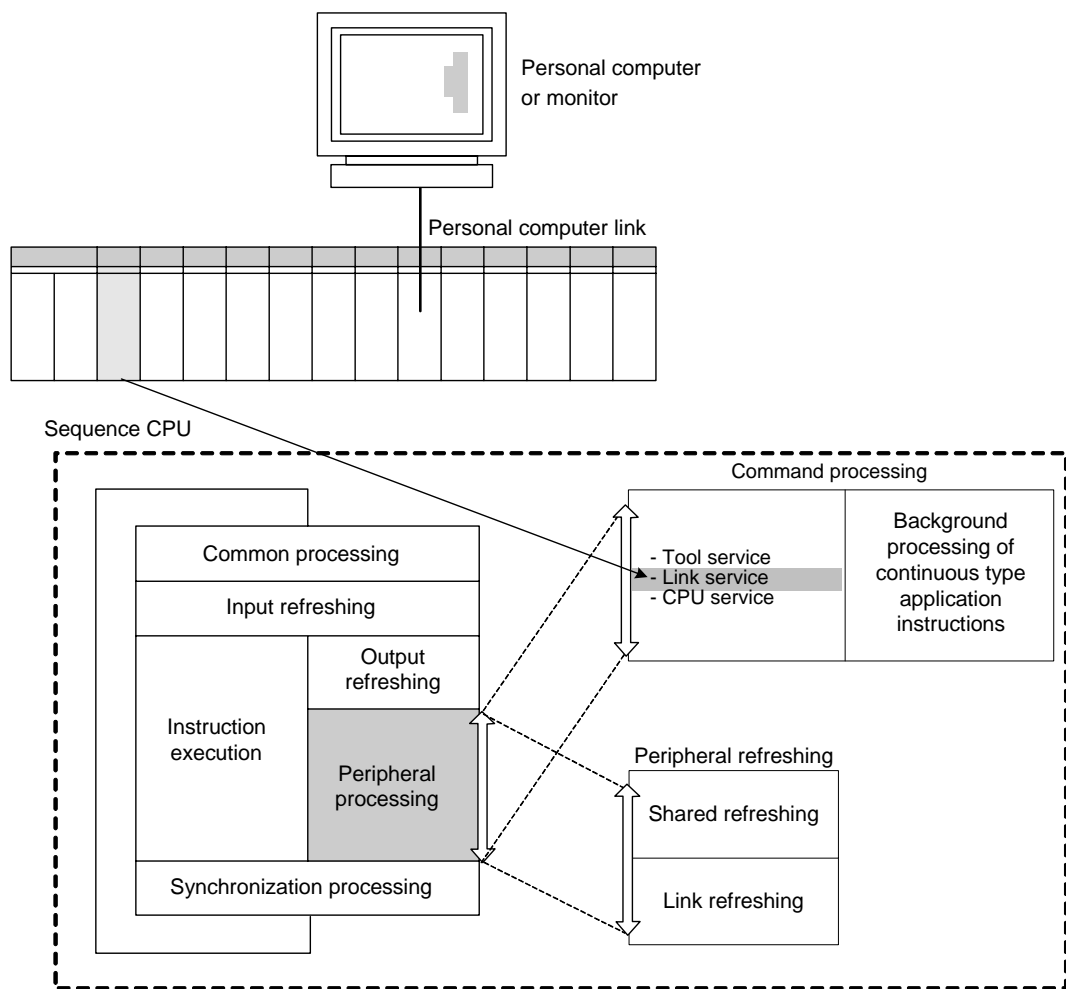 Personal computer
or monitor
Personal computer link
Sequence CPU
Command processing
Common processing
Input refreshing
Output
refreshing
Instruction
execution
Peripheral
processing
Synchronization processing
- Tool service
- Link service
- CPU service
Background
processing of
continuous type
application
instructions
Peripheral refreshing
Shared refreshing
Link refreshing